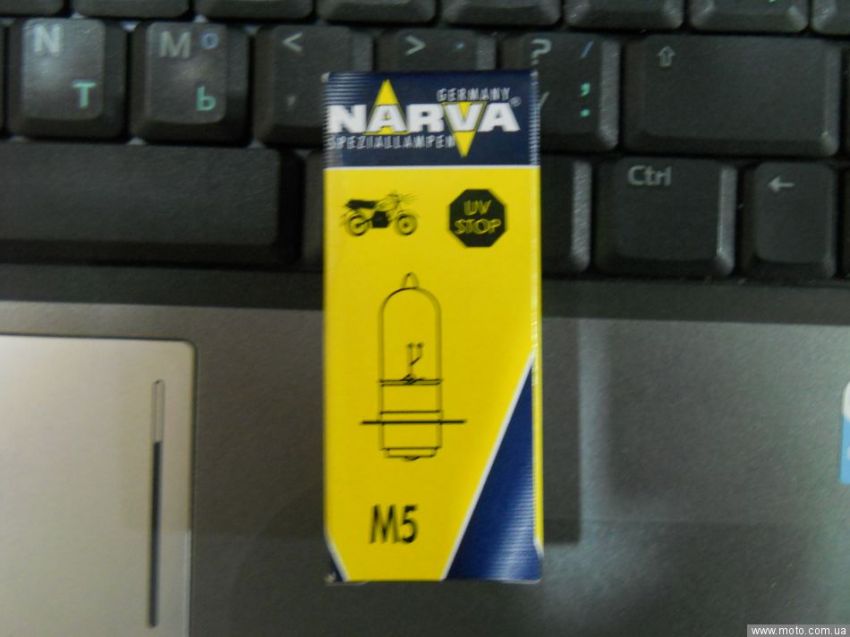 N
Т
M
O
Ь
<
>
?
/
,
;
⇧
Ctrl
←
GERMANY
NARVA®
SPEZIALLAMPEN
UV
STOP
M5
www.moto.com.ua